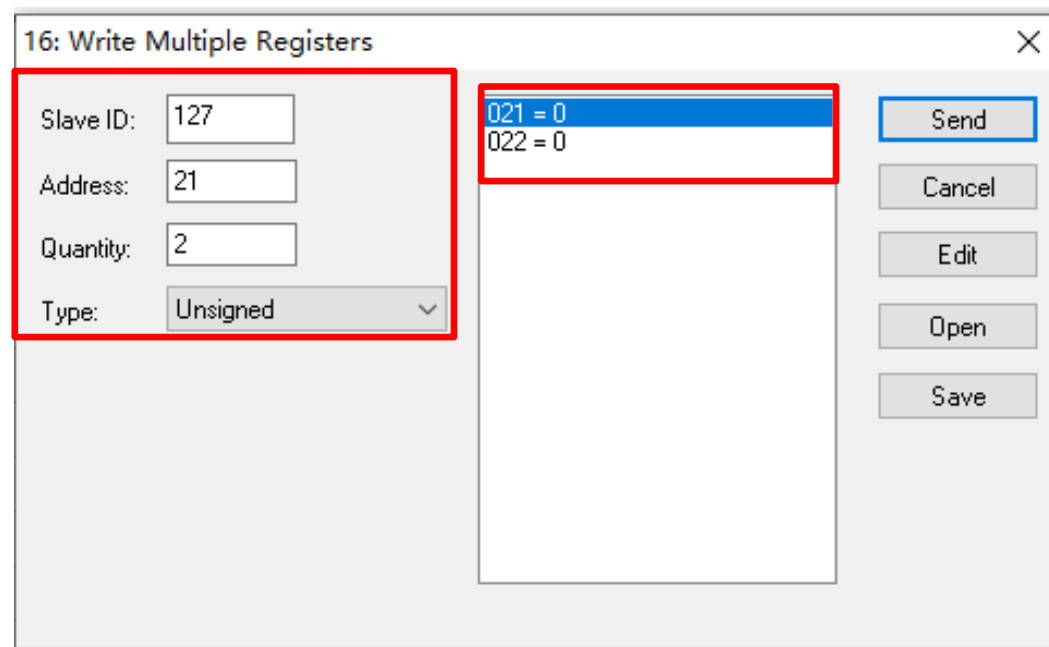 16: Write Multiple Registers
Slave ID: 127
Address: 21
Quantity: 2
Type: Unsigned
021 = 0
022 = 0
Send
Cancel
Edit
Open
Save